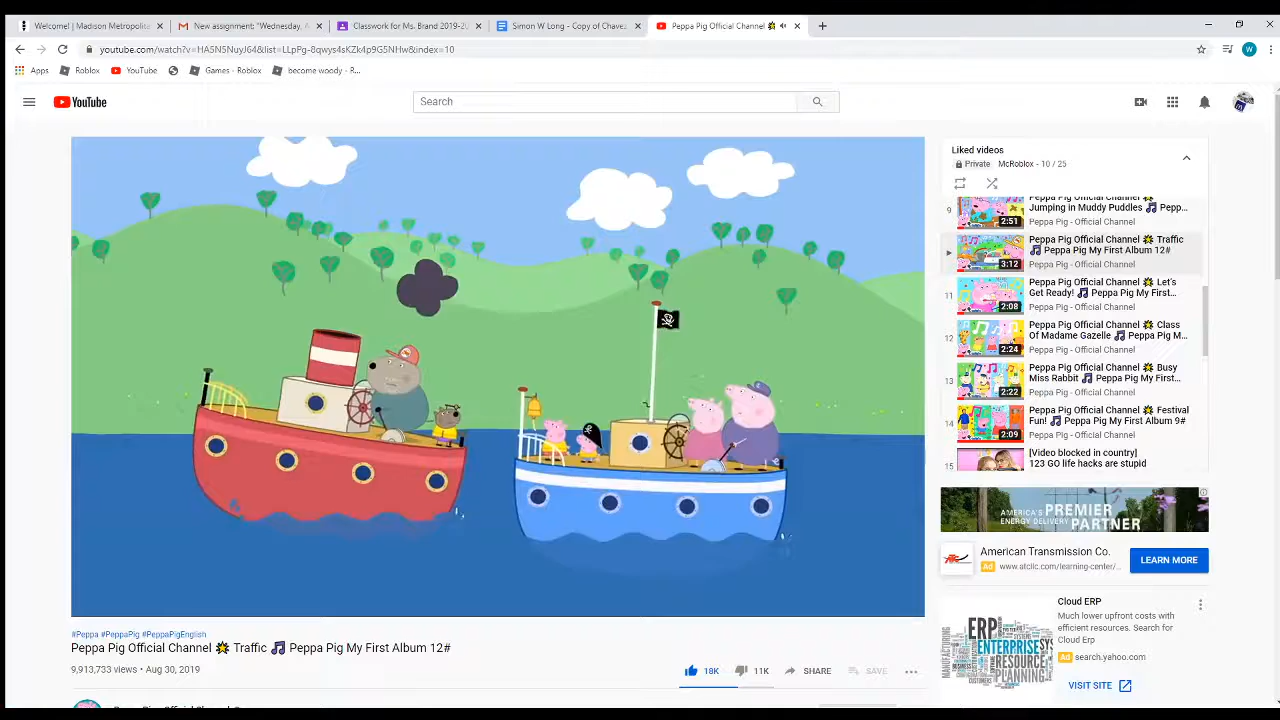 Welcome! | Madison Metropolit
New assignment: "Wednesday, A
Classwork for Ms. Brand 2019-20
Simon W Long - Copy of Chavez
Peppa Pig Official Channel
youtube.com/watch?v=HA5N5NuyJ64&list=LLpFg-8qwys4sKZk4p9G5NHw&index=10
W
Apps
Roblox
YouTube
Games - Roblox
become woody - R...
YouTube
Search
Liked videos
Private McRoblox - 10 / 25
9
2:51
Jumping in Muddy Puddles 🎵 Pepp...
Peppa Pig - Official Channel
3:12
Peppa Pig Official Channel 🌟 Traffic
🎵 Peppa Pig My First Album 12#
Peppa Pig - Official Channel
11
2:08
Peppa Pig Official Channel 🌟 Let's
Get Ready! 🎵 Peppa Pig My First...
Peppa Pig - Official Channel
12
2:24
Peppa Pig Official Channel 🌟 Class
Of Madame Gazelle 🎵 Peppa Pig M...
Peppa Pig - Official Channel
13
2:22
Peppa Pig Official Channel 🌟 Busy
Miss Rabbit 🎵 Peppa Pig My First...
Peppa Pig - Official Channel
14
2:09
Peppa Pig Official Channel 🌟 Festival
Fun! 🎵 Peppa Pig My First Album 9#
Peppa Pig - Official Channel
15
[Video blocked in country]
123 GO life hacks are stupid
AMERICA'S PREMIER
ENERGY DELIVERY PARTNER
American Transmission Co.
Ad www.atcllc.com/learning-center/...
LEARN MORE
Cloud ERP
Much lower upfront costs with
efficient resources. Search for
Cloud Erp
Ad search.yahoo.com
VISIT SITE
MANUFACTURING
ERP
ENTERPRISE
RESOURCE
PLANNING
#Peppa #PeppaPig #PeppaPigEnglish
Peppa Pig Official Channel 🌟 Traffic 🎵 Peppa Pig My First Album 12#
9,913,733 views • Aug 30, 2019
18K
11K
SHARE
SAVE